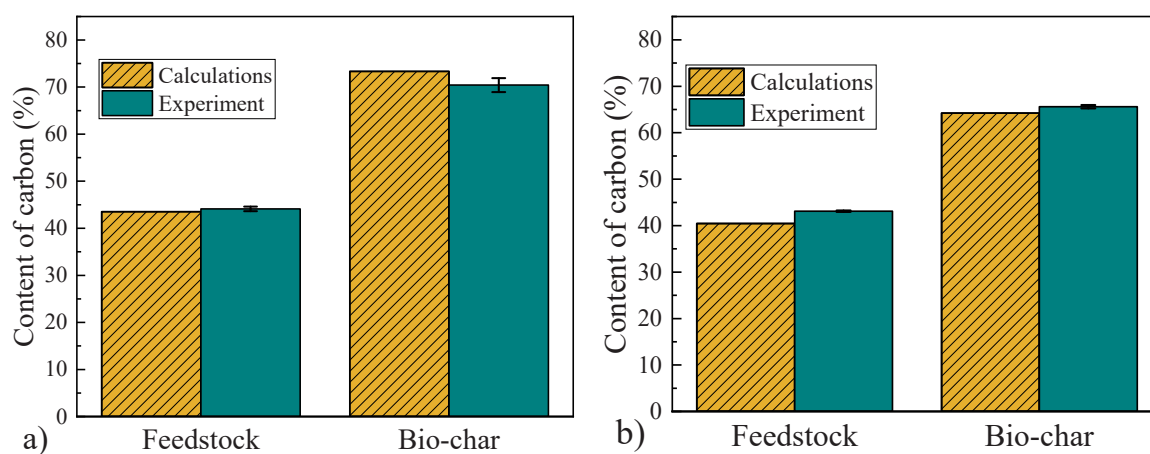 80
70
60
50
40
30
20
10
0
Content of carbon (%)
Calculations
Experiment
Feedstock
Bio-char
a)
80
70
60
50
40
30
20
10
0
Content of carbon (%)
Calculations
Experiment
Feedstock
Bio-char
b)